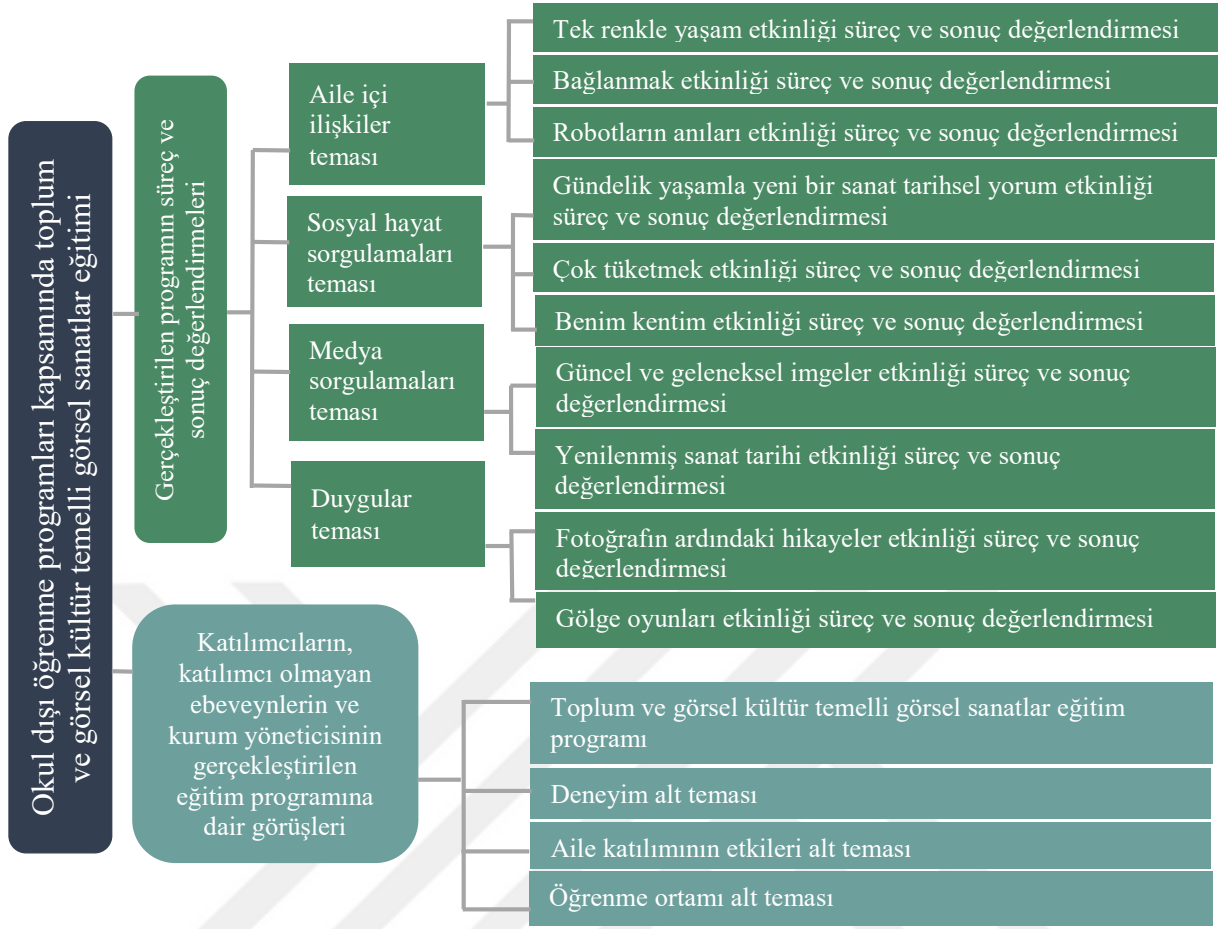 Okul dışı öğrenme programları kapsamında toplum
ve görsel kültür temelli görsel sanatlar eğitimi
Gerçekleştirilen programın süreç ve
sonuç değerlendirmeleri
Aile içi
ilişkiler
teması
Tek renkle yaşam etkinliği süreç ve sonuç değerlendirmesi
Bağlanmak etkinliği süreç ve sonuç değerlendirmesi
Robotların anıları etkinliği süreç ve sonuç değerlendirmesi
Sosyal hayat
sorgulamaları
teması
Gündelik yaşamla yeni bir sanat tarihsel yorum etkinliği
süreç ve sonuç değerlendirmesi
Çok tüketmek etkinliği süreç ve sonuç değerlendirmesi
Benim kentim etkinliği süreç ve sonuç değerlendirmesi
Medya
sorgulamaları
teması
Güncel ve geleneksel imgeler etkinliği süreç ve sonuç
değerlendirmesi
Yenilenmiş sanat tarihi etkinliği süreç ve sonuç
değerlendirmesi
Duygular
teması
Fotoğrafın ardındaki hikayeler etkinliği süreç ve sonuç
değerlendirmesi
Gölge oyunları etkinliği süreç ve sonuç değerlendirmesi
Katılımcıların,
katılımcı olmayan
ebeveynlerin ve
kurum yöneticisinin
gerçekleştirilen
eğitim programına
dair görüşleri
Toplum ve görsel kültür temelli görsel sanatlar eğitim
programı
Deneyim alt teması
Aile katılımının etkileri alt teması
Öğrenme ortamı alt teması